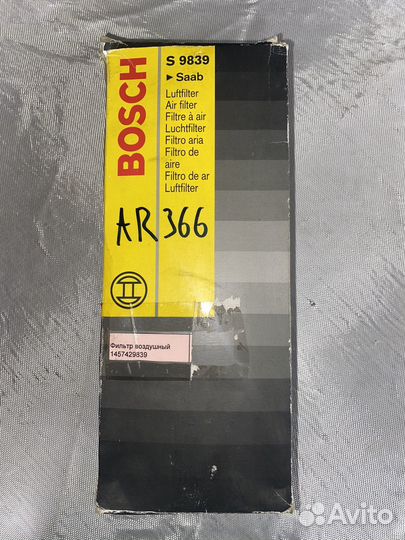 BOSCH
S 9839
▸ Saab
Luftfilter
Air filter
Filtre à air
Luchtfilter
Filtro aria
Filtro de
aire
Filtro de ar
Luftfilter
AR 366
Фильтр воздушный
1457429839
Avito